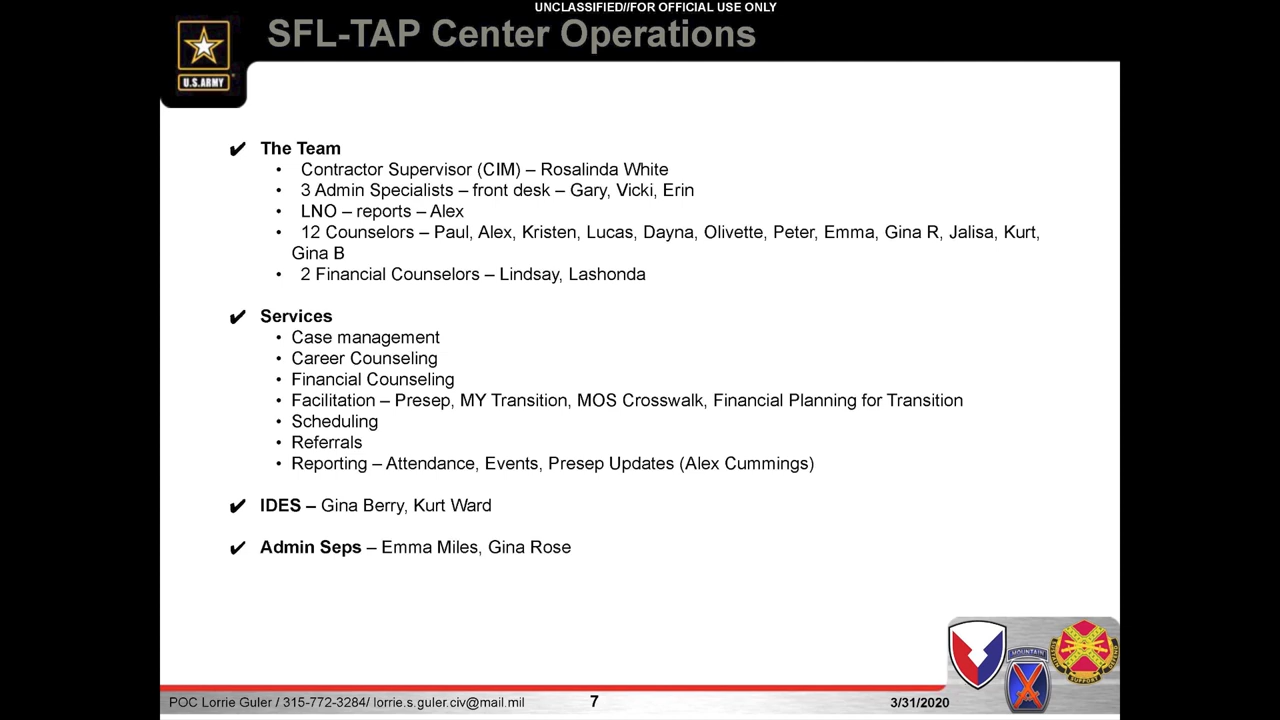 UNCLASSIFIED//FOR OFFICIAL USE ONLY
SFL-TAP Center Operations
U.S.ARMY
✔ The Team
• Contractor Supervisor (CIM) – Rosalinda White
• 3 Admin Specialists – front desk – Gary, Vicki, Erin
• LNO – reports – Alex
• 12 Counselors – Paul, Alex, Kristen, Lucas, Dayna, Olivette, Peter, Emma, Gina R, Jalisa, Kurt,
Gina B
• 2 Financial Counselors – Lindsay, Lashonda
✔ Services
• Case management
• Career Counseling
• Financial Counseling
• Facilitation – Presep, MY Transition, MOS Crosswalk, Financial Planning for Transition
• Scheduling
• Referrals
• Reporting – Attendance, Events, Presep Updates (Alex Cummings)
✔ IDES – Gina Berry, Kurt Ward
✔ Admin Seps – Emma Miles, Gina Rose
MOUNTAIN
SUSTAIN SUPPORT DEFEND
POC Lorrie Guler / 315-772-3284/ lorrie.s.guler.civ@mail.mil
7
3/31/2020